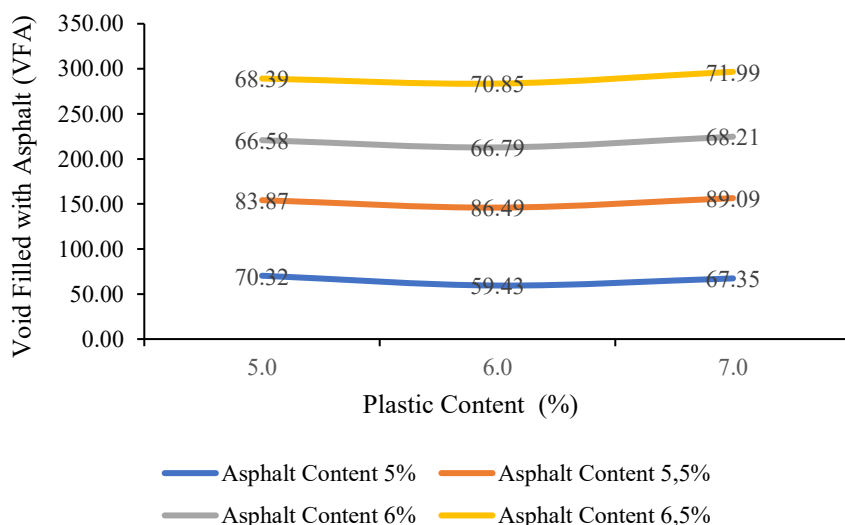 Void Filled with Asphalt (VFA)
350.00
300.00
250.00
200.00
150.00
100.00
50.00
0.00
68.39 70.85 71.99
66.58 66.79 68.21
83.87 86.49 89.09
70.32 59.43 67.35
5.0 6.0 7.0
Plastic Content (%)
Asphalt Content 5% Asphalt Content 5,5%
Asphalt Content 6% Asphalt Content 6,5%